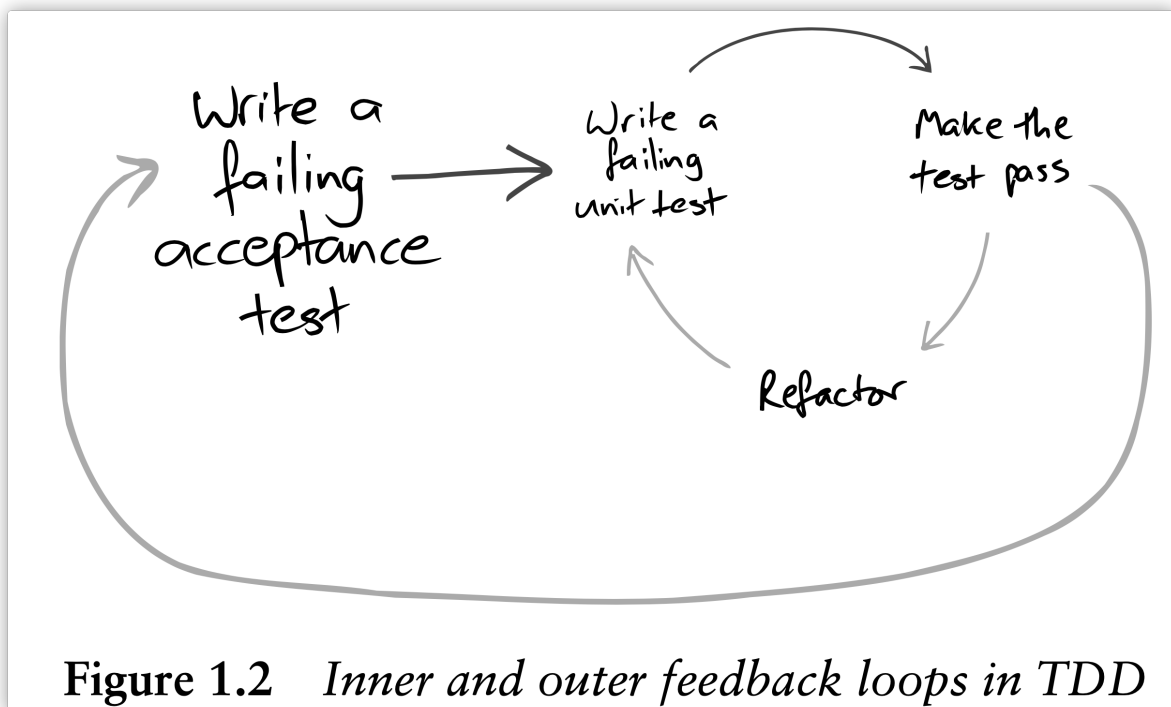 Write a
failing
acceptance
test
Write a
failing
unit test
Make the
test pass
Refactor
Figure 1.2 Inner and outer feedback loops in TDD